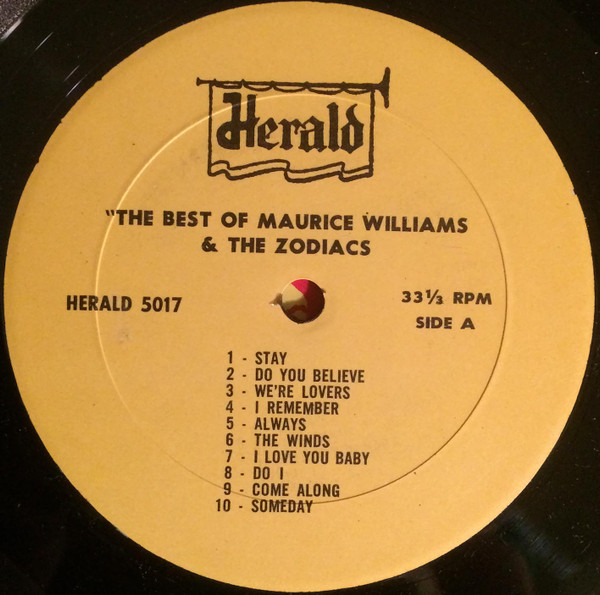 Herald
"THE BEST OF MAURICE WILLIAMS
& THE ZODIACS
HERALD 5017
33⅓ RPM
SIDE A
1 - STAY
2 - DO YOU BELIEVE
3 - WE'RE LOVERS
4 - I REMEMBER
5 - ALWAYS
6 - THE WINDS
7 - I LOVE YOU BABY
8 - DO I
9 - COME ALONG
10 - SOMEDAY